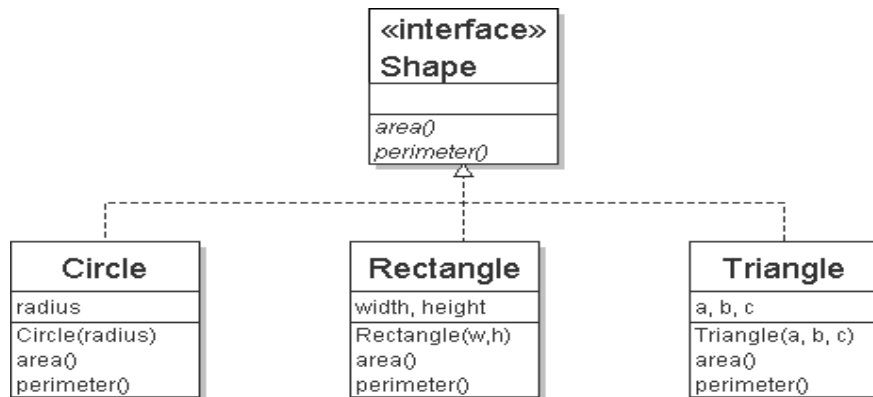 «interface»
Shape
area()
perimeter()
Circle
radius
Circle(radius)
area()
perimeter()
Rectangle
width, height
Rectangle(w,h)
area()
perimeter()
Triangle
a, b, c
Triangle(a, b, c)
area()
perimeter()